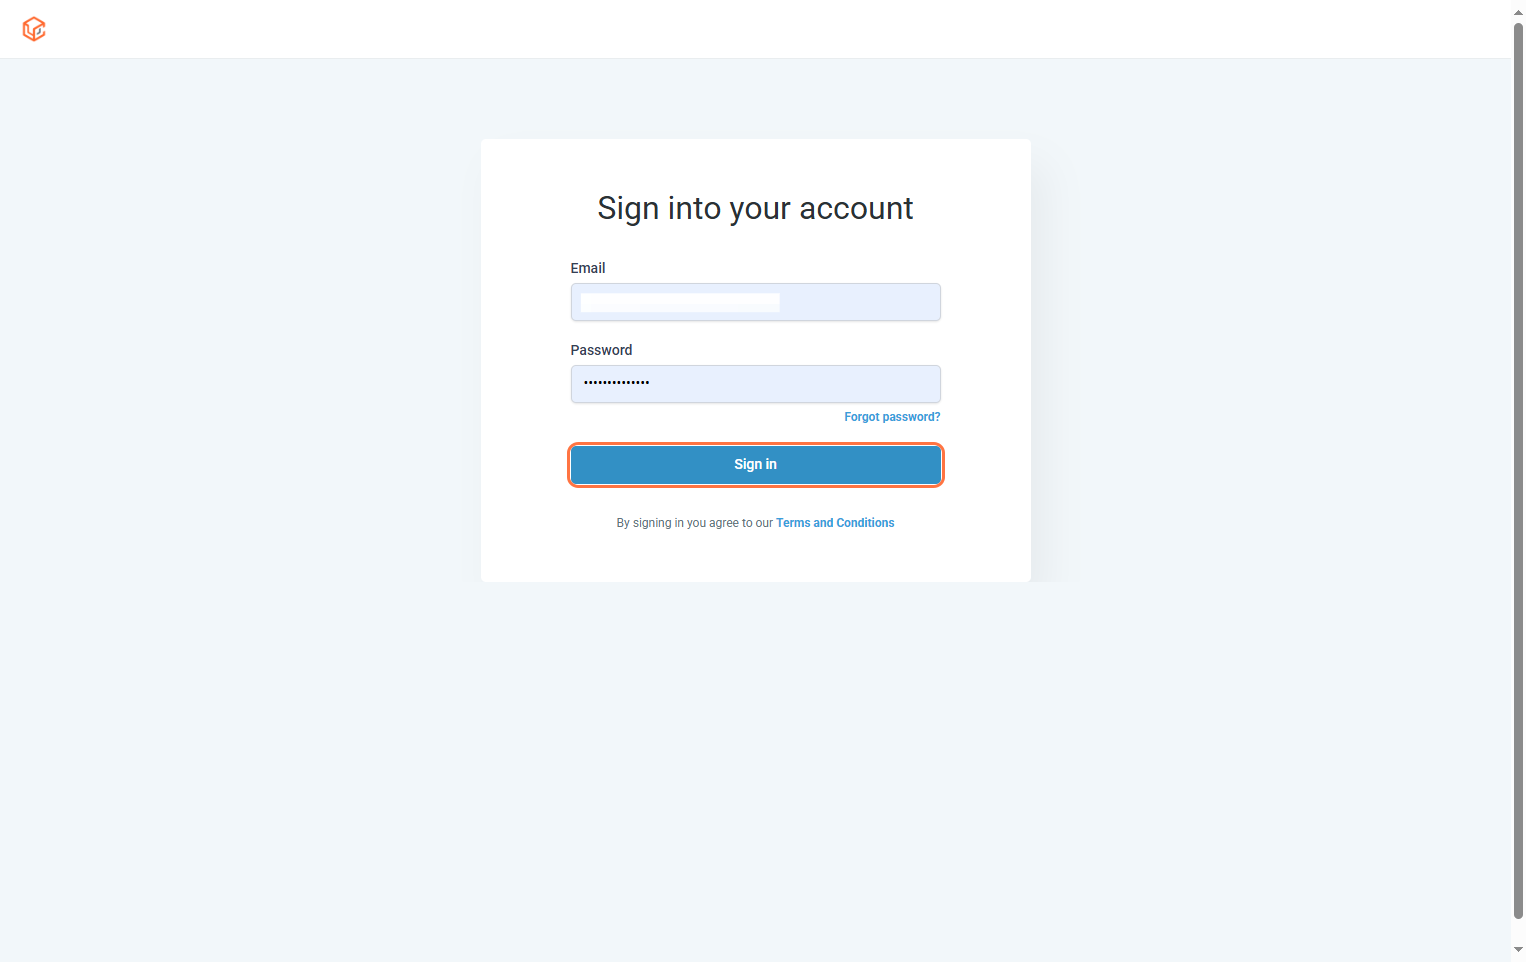 Sign into your account
Email
Password
••••••••••••••
Forgot password?
Sign in
By signing in you agree to our Terms and Conditions